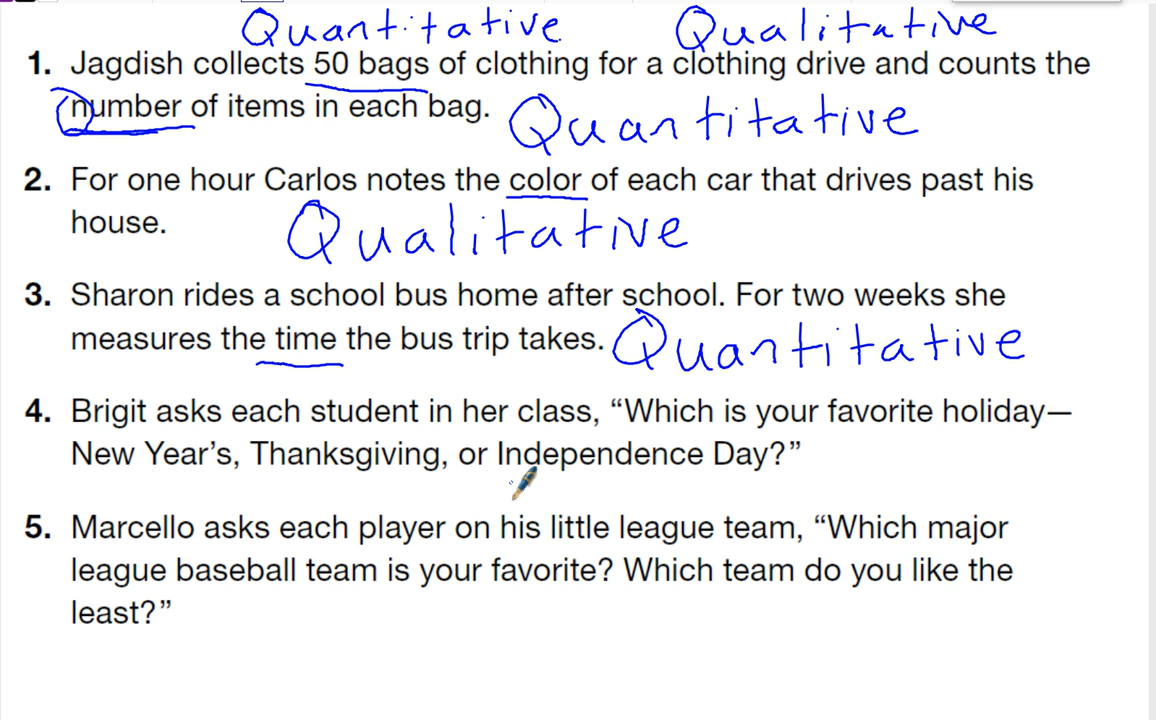 Quantitative Qualitative
1. Jagdish collects 50 bags of clothing for a clothing drive and counts the
number of items in each bag. Quantitative
2. For one hour Carlos notes the color of each car that drives past his
house. Qualitative
3. Sharon rides a school bus home after school. For two weeks she
measures the time the bus trip takes. Quantitative
4. Brigit asks each student in her class, “Which is your favorite holiday—
New Year’s, Thanksgiving, or Independence Day?”
5. Marcello asks each player on his little league team, “Which major
league baseball team is your favorite? Which team do you like the
least?”